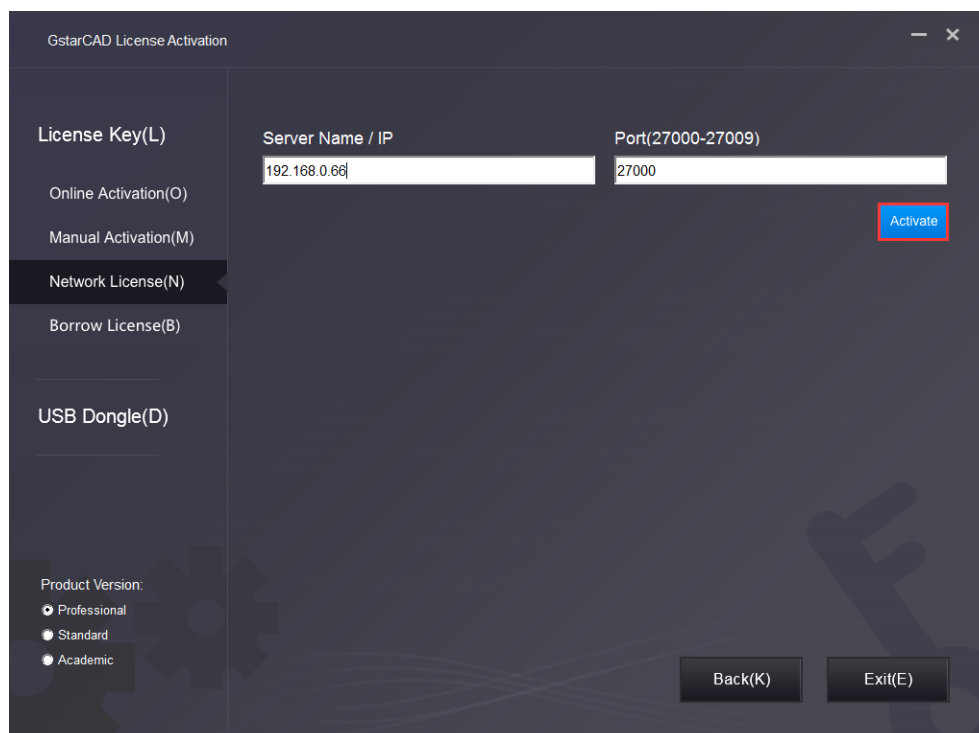 GstarCAD License Activation
License Key(L)
Online Activation(O)
Manual Activation(M)
Network License(N)
Borrow License(B)
USB Dongle(D)
Product Version:
Professional
Standard
Academic
Server Name / IP
192.168.0.66
Port(27000-27009)
27000
Activate
Back(K)
Exit(E)